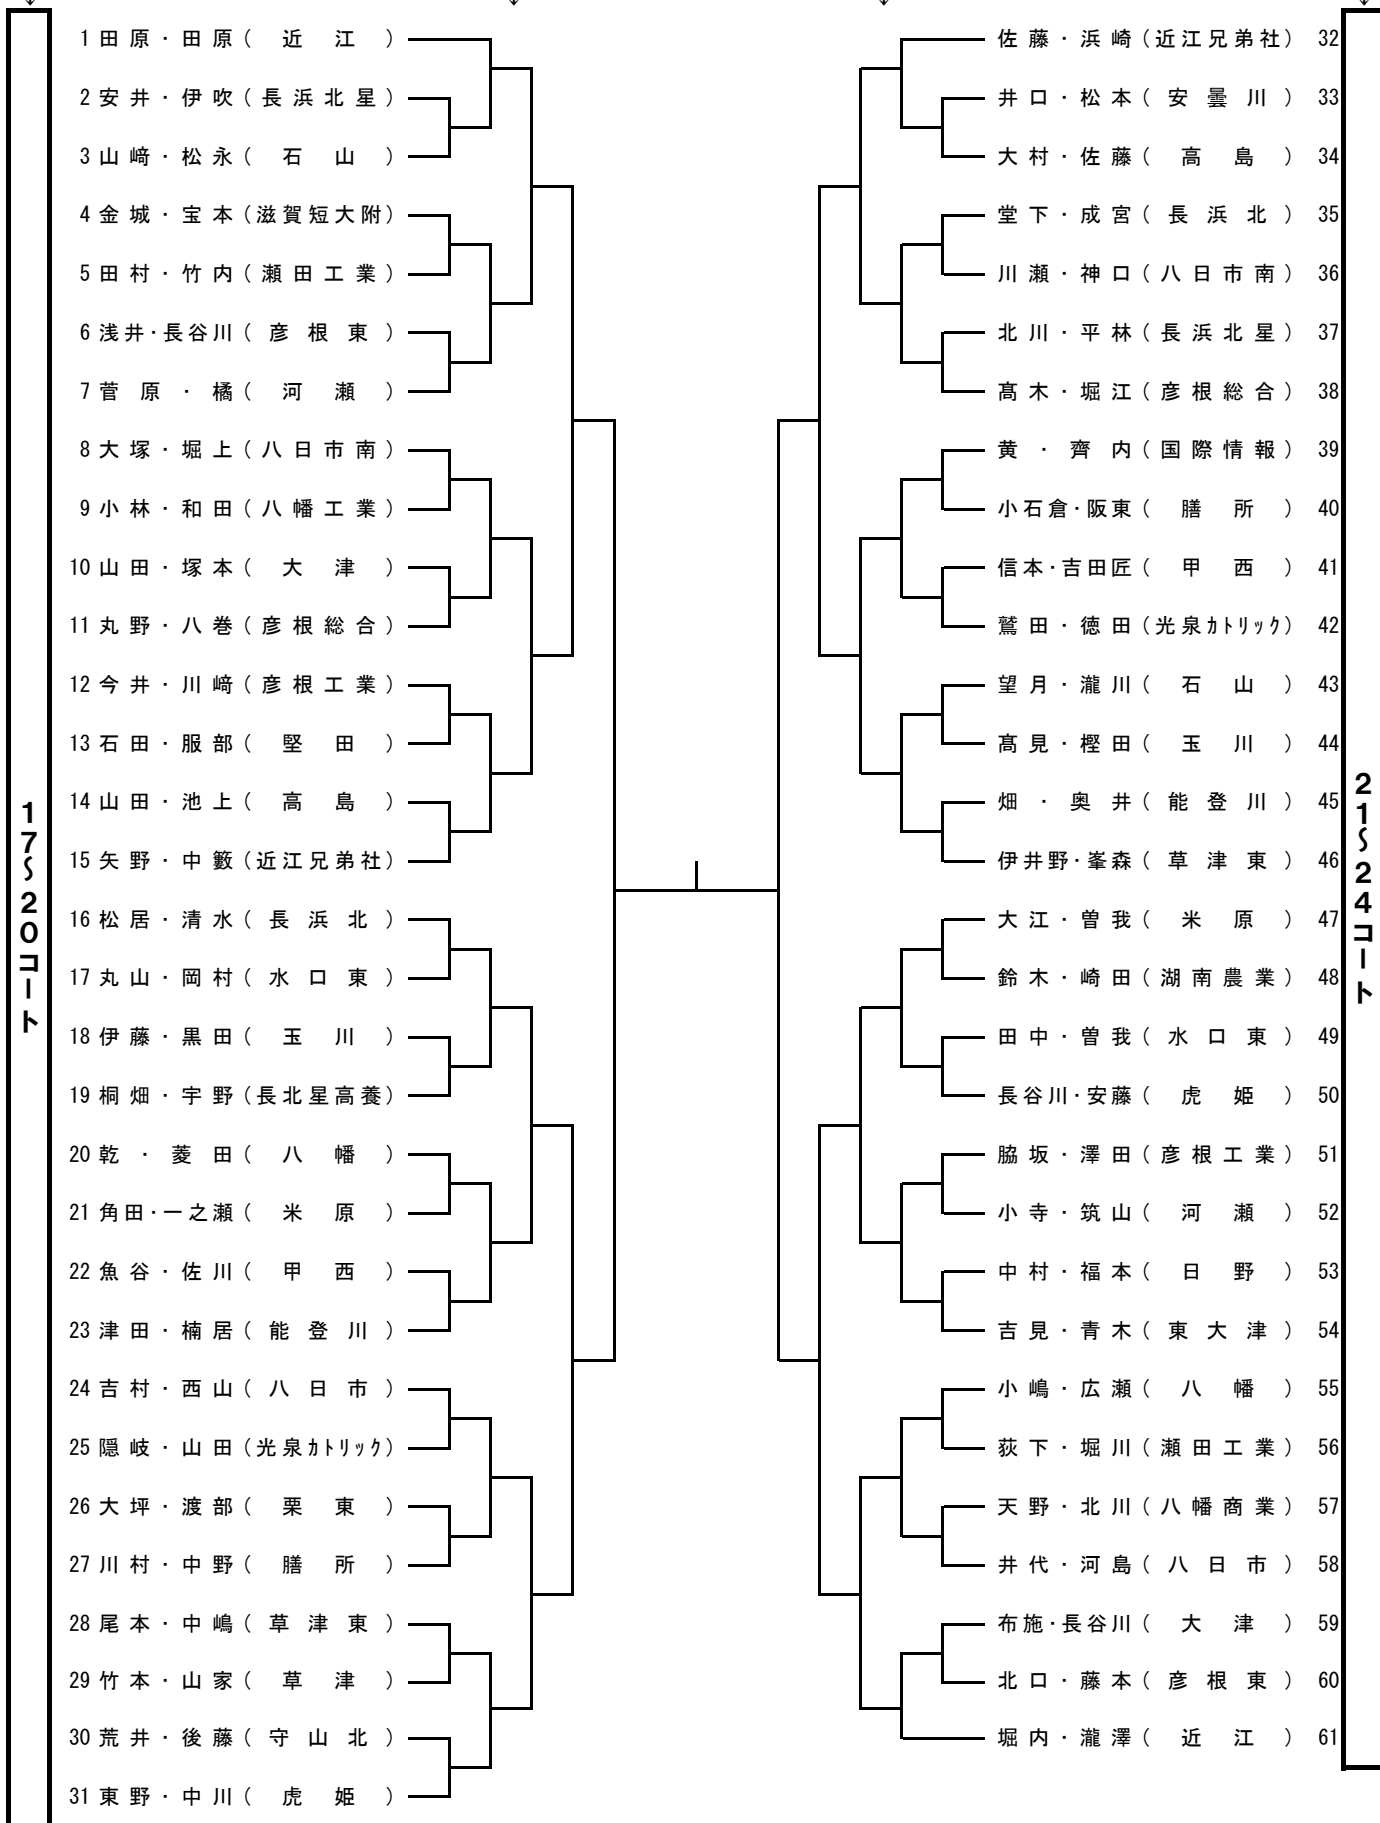 17～20コート
1 田原・田原（近江）
2 安井・伊吹（長浜北星）
3 山﨑・松永（石山）
4 金城・宝本（滋賀短大附）
5 田村・竹内（瀬田工業）
6 浅井・長谷川（彦根東）
7 菅原・橘（河瀬）
8 大塚・堀上（八日市南）
9 小林・和田（八幡工業）
10 山田・塚本（大津）
11 丸野・八巻（彦根総合）
12 今井・川﨑（彦根工業）
13 石田・服部（堅田）
14 山田・池上（高島）
15 矢野・中籔（近江兄弟社）
16 松居・清水（長浜北）
17 丸山・岡村（水口東）
18 伊藤・黒田（玉川）
19 桐畑・宇野（長北星高養）
20 乾・菱田（八幡）
21 角田・一之瀬（米原）
22 魚谷・佐川（甲西）
23 津田・楠居（能登川）
24 吉村・西山（八日市）
25 隠岐・山田（光泉ｶﾄﾘｯｸ）
26 大坪・渡部（栗東）
27 川村・中野（膳所）
28 尾本・中嶋（草津東）
29 竹本・山家（草津）
30 荒井・後藤（守山北）
31 東野・中川（虎姫）
佐藤・浜崎（近江兄弟社） 32
井口・松本（安曇川） 33
大村・佐藤（高島） 34
堂下・成宮（長浜北） 35
川瀬・神口（八日市南） 36
北川・平林（長浜北星） 37
髙木・堀江（彦根総合） 38
黄・齊内（国際情報） 39
小石倉・阪東（膳所） 40
信本・吉田匠（甲西） 41
鷲田・徳田（光泉ｶﾄﾘｯｸ） 42
望月・瀧川（石山） 43
髙見・樫田（玉川） 44
畑・奥井（能登川） 45
伊井野・峯森（草津東） 46
大江・曽我（米原） 47
鈴木・崎田（湖南農業） 48
田中・曽我（水口東） 49
長谷川・安藤（虎姫） 50
脇坂・澤田（彦根工業） 51
小寺・筑山（河瀬） 52
中村・福本（日野） 53
吉見・青木（東大津） 54
小嶋・広瀬（八幡） 55
荻下・堀川（瀬田工業） 56
天野・北川（八幡商業） 57
井代・河島（八日市） 58
布施・長谷川（大津） 59
北口・藤本（彦根東） 60
堀内・瀧澤（近江） 61
21～24コート